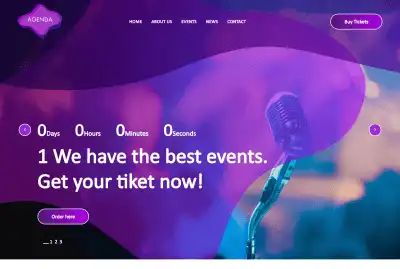 AGENDA
HOME ABOUT US EVENTS NEWS CONTACT
Buy Tickets
0Days 0Hours 0Minutes 0Seconds
1 We have the best events.
Get your tiket now!
Order here
1 2 3